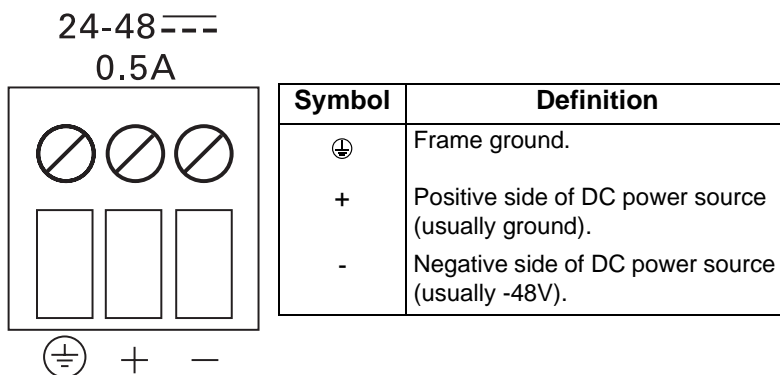 24-48 ⎓
0.5A
⏚ + −
Symbol Definition
⏚ Frame ground.
+ Positive side of DC power source
(usually ground).
- Negative side of DC power source
(usually -48V).